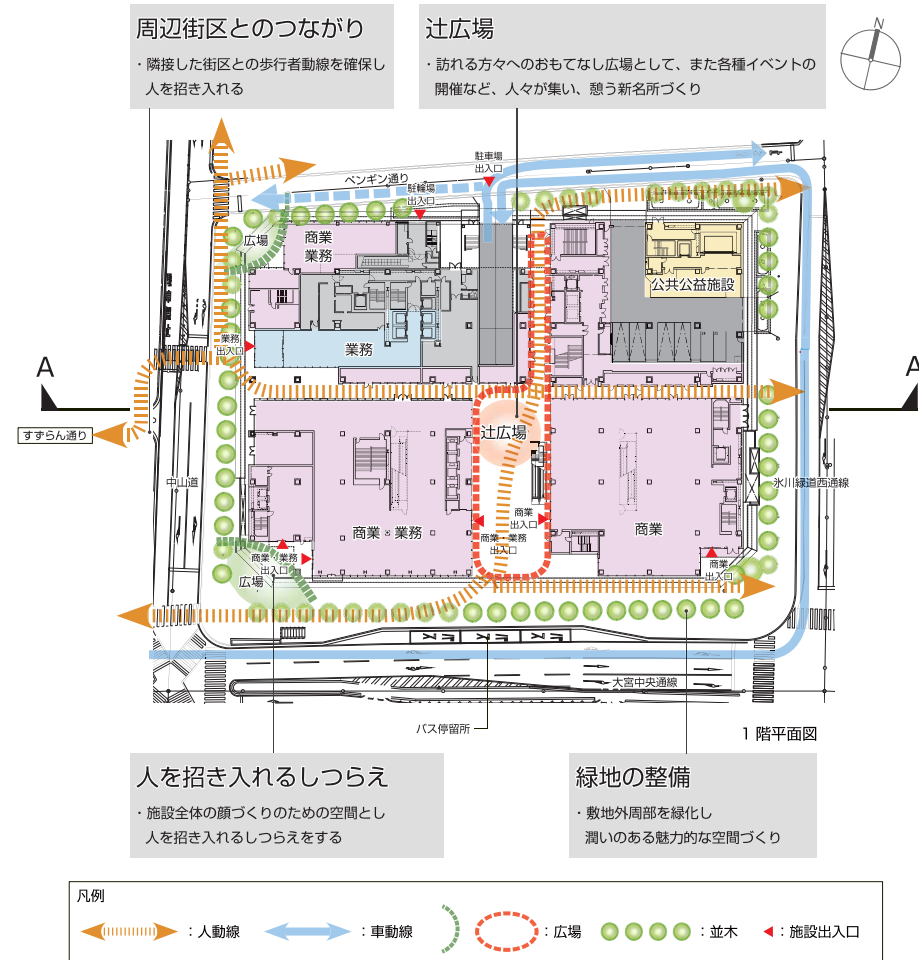 周辺街区とのつながり
・隣接した街区との歩行者動線を確保し
人を招き入れる
辻広場
・訪れる方々へのおもてなし広場として、また各種イベントの
開催など、人々が集い、憩う新名所づくり
N
駐車場
出入口
ペンギン通り
駐輪場
出入口
広場
商業
業務
公共公益施設
業務
出入口
業務
A
A
すずらん通り
辻広場
中山道
氷川緑道西通線
商業
出入口
商業・業務
商業・業務
出入口
商業
商業・業務
出入口
広場
商業
出入口
大宮中央通線
バス停留所
1階平面図
人を招き入れるしつらえ
・施設全体の顔づくりのための空間とし
人を招き入れるしつらえをする
緑地の整備
・敷地外周部を緑化し
潤いのある魅力的な空間づくり
凡例
：人動線
：車動線
：広場
：並木
：施設出入口